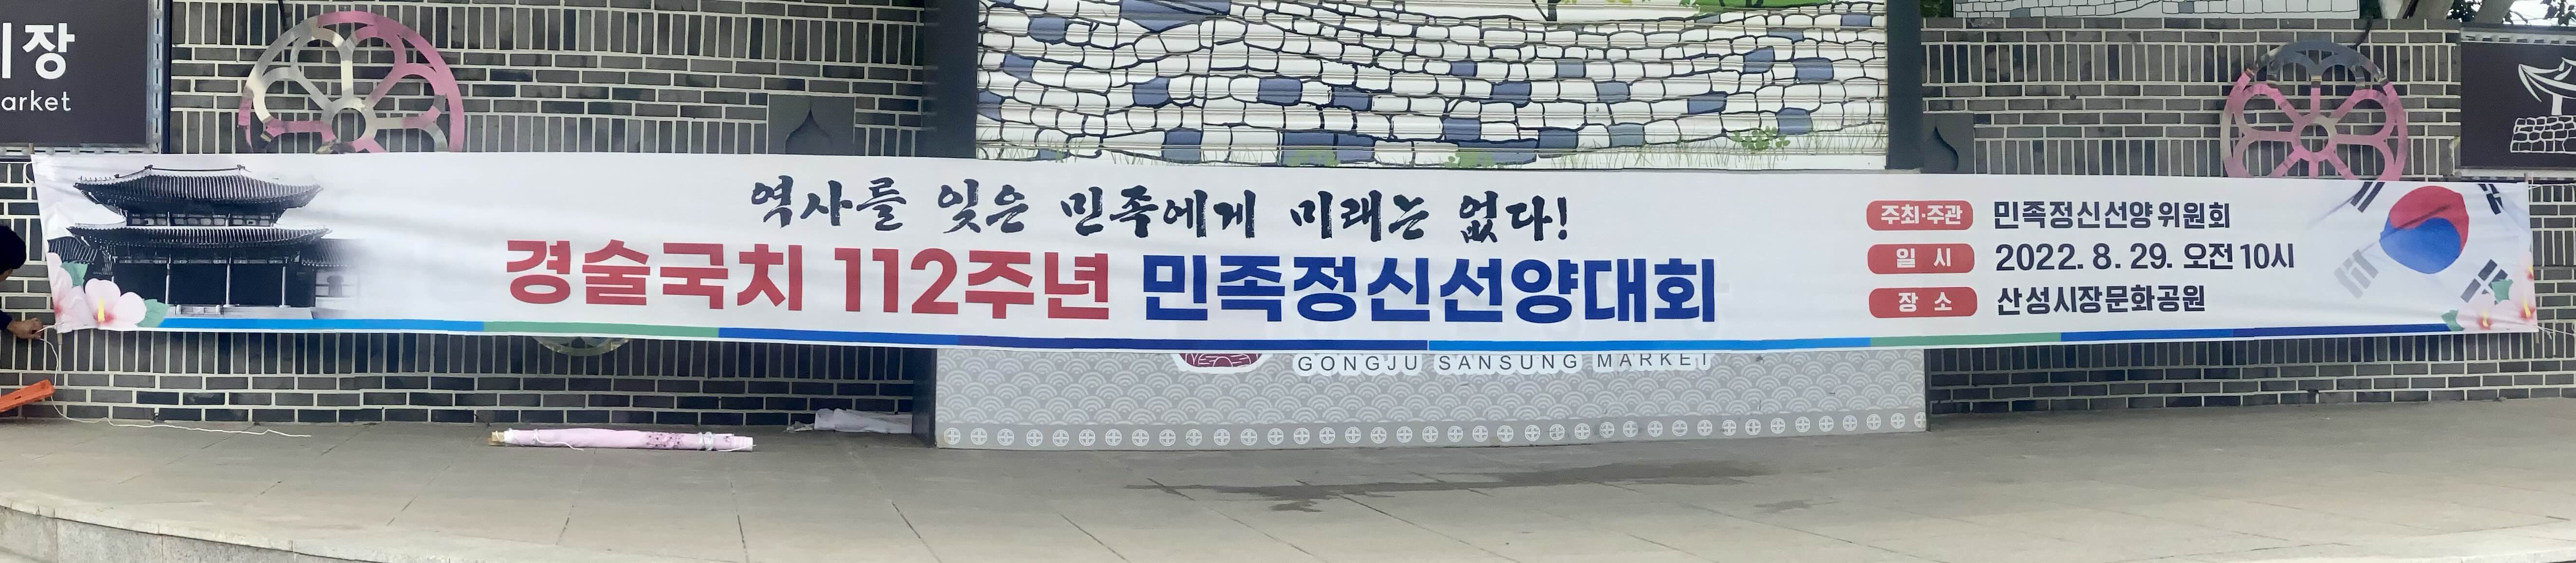 장
arket
역사를 잊은 민족에게 미래는 없다!
경술국치 112주년 민족정신선양대회
주최·주관 민족정신선양위원회
일 시 2022. 8. 29. 오전 10시
장 소 산성시장문화공원
GONGJU SANSUNG MARKET